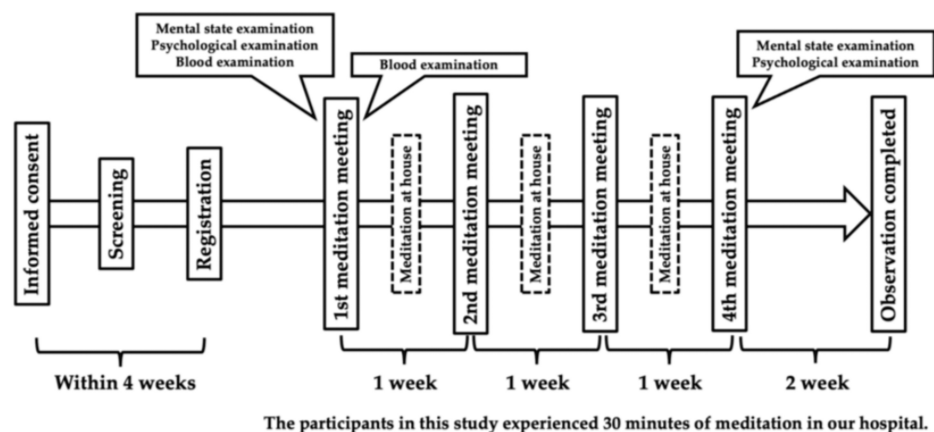 Mental state examination
Psychological examination
Blood examination
Blood examination
Mental state examination
Psychological examination
Informed consent
Screening
Registration
1st meditation meeting
Meditation at house
2nd meditation meeting
Meditation at house
3rd meditation meeting
Meditation at house
4th meditation meeting
Observation completed
Within 4 weeks
1 week
1 week
1 week
2 week
The participants in this study experienced 30 minutes of meditation in our hospital.